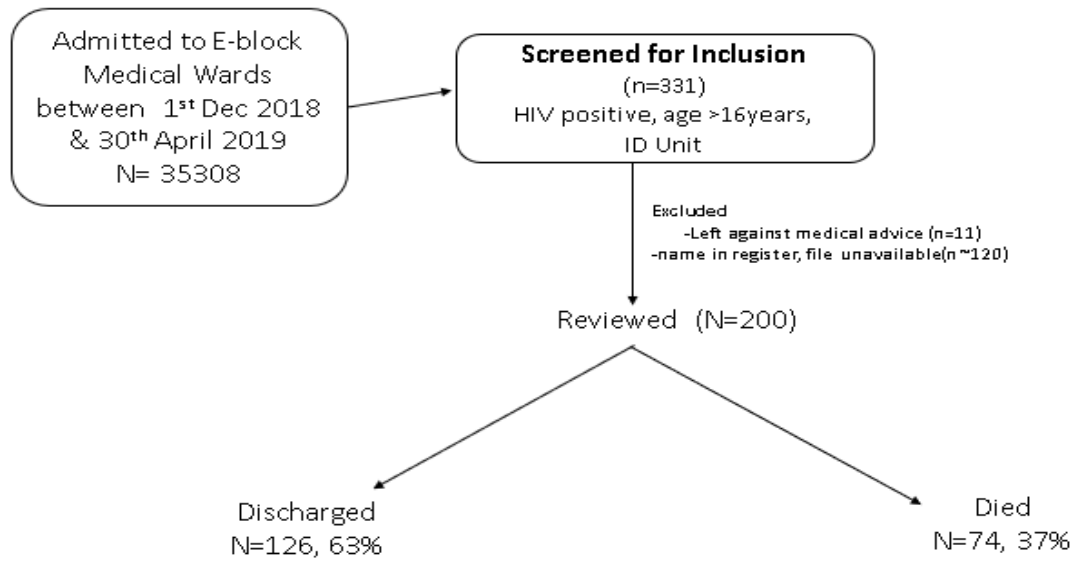 Admitted to E-block
Medical Wards
between 1st Dec 2018
& 30th April 2019
N= 35308
Screened for Inclusion
(n=331)
HIV positive, age >16years,
ID Unit
Excluded
-Left against medical advice (n=11)
-name in register, file unavailable(n~120)
Reviewed (N=200)
Discharged
N=126, 63%
Died
N=74, 37%